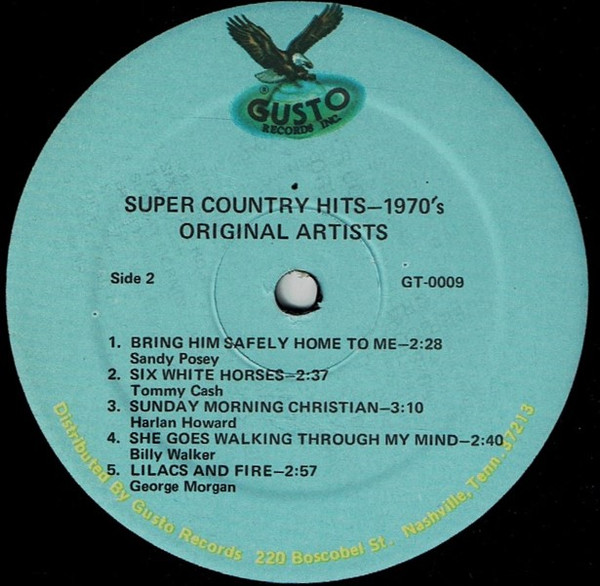 ®
GUSTO
RECORDS INC.
SUPER COUNTRY HITS—1970's
ORIGINAL ARTISTS
Side 2
GT-0009
1. BRING HIM SAFELY HOME TO ME—2:28
Sandy Posey
2. SIX WHITE HORSES—2:37
Tommy Cash
3. SUNDAY MORNING CHRISTIAN—3:10
Harlan Howard
4. SHE GOES WALKING THROUGH MY MIND—2:40
Billy Walker
5. LILACS AND FIRE—2:57
George Morgan
Distributed By Gusto Records 220 Boscobel St., Nashville, Tenn. 37213